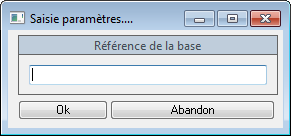 Saisie paramètres....
Référence de la base
Ok
Abandon